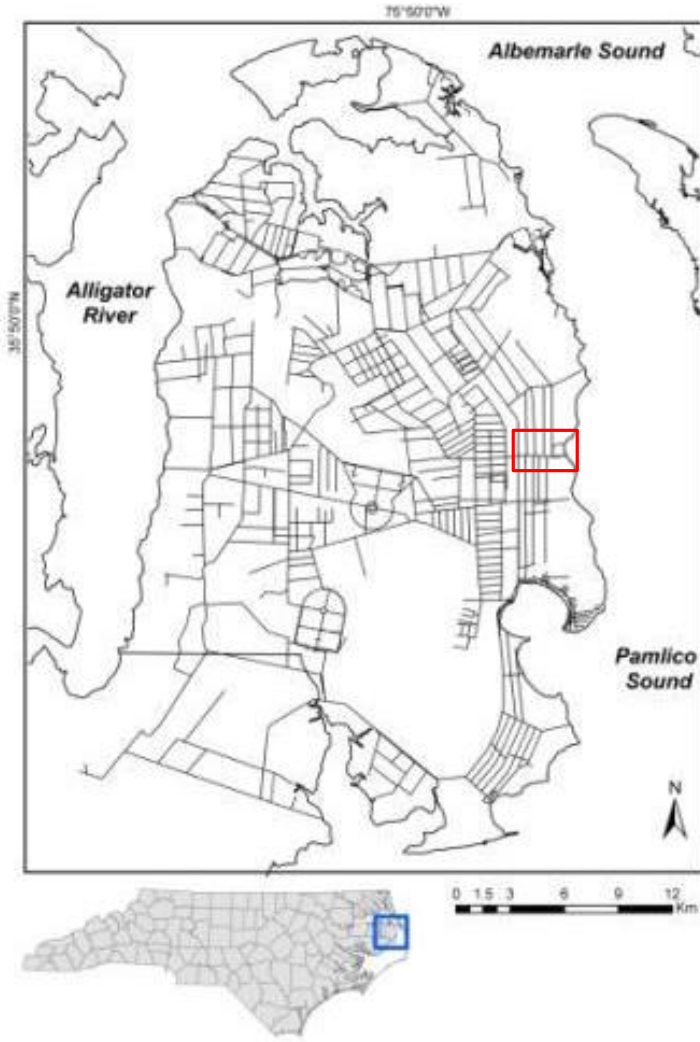 75°50'0"W
Albemarle Sound
Alligator
River
35°50'0"N
Pamlico
Sound
N
0 1.5 3 6 9 12
Km